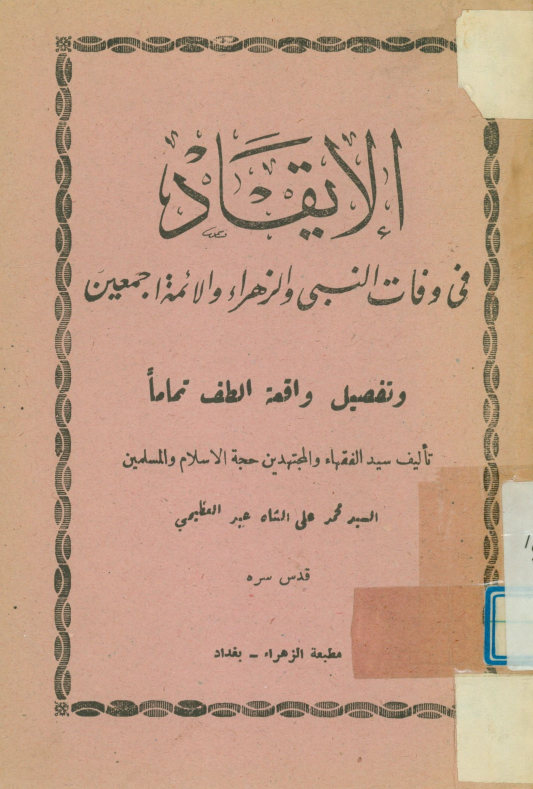 الإيقاد
في وفات النبي والزهراء والائمة اجمعين
وتفصيل واقعة الطف تماماً
تأليف سيد الفقهاء والمجتهدين حجة الاسلام والمسلمين
السيد محمد علي الشاه عبد العظيمي
قدس سره
مطبعة الزهراء - بغداد